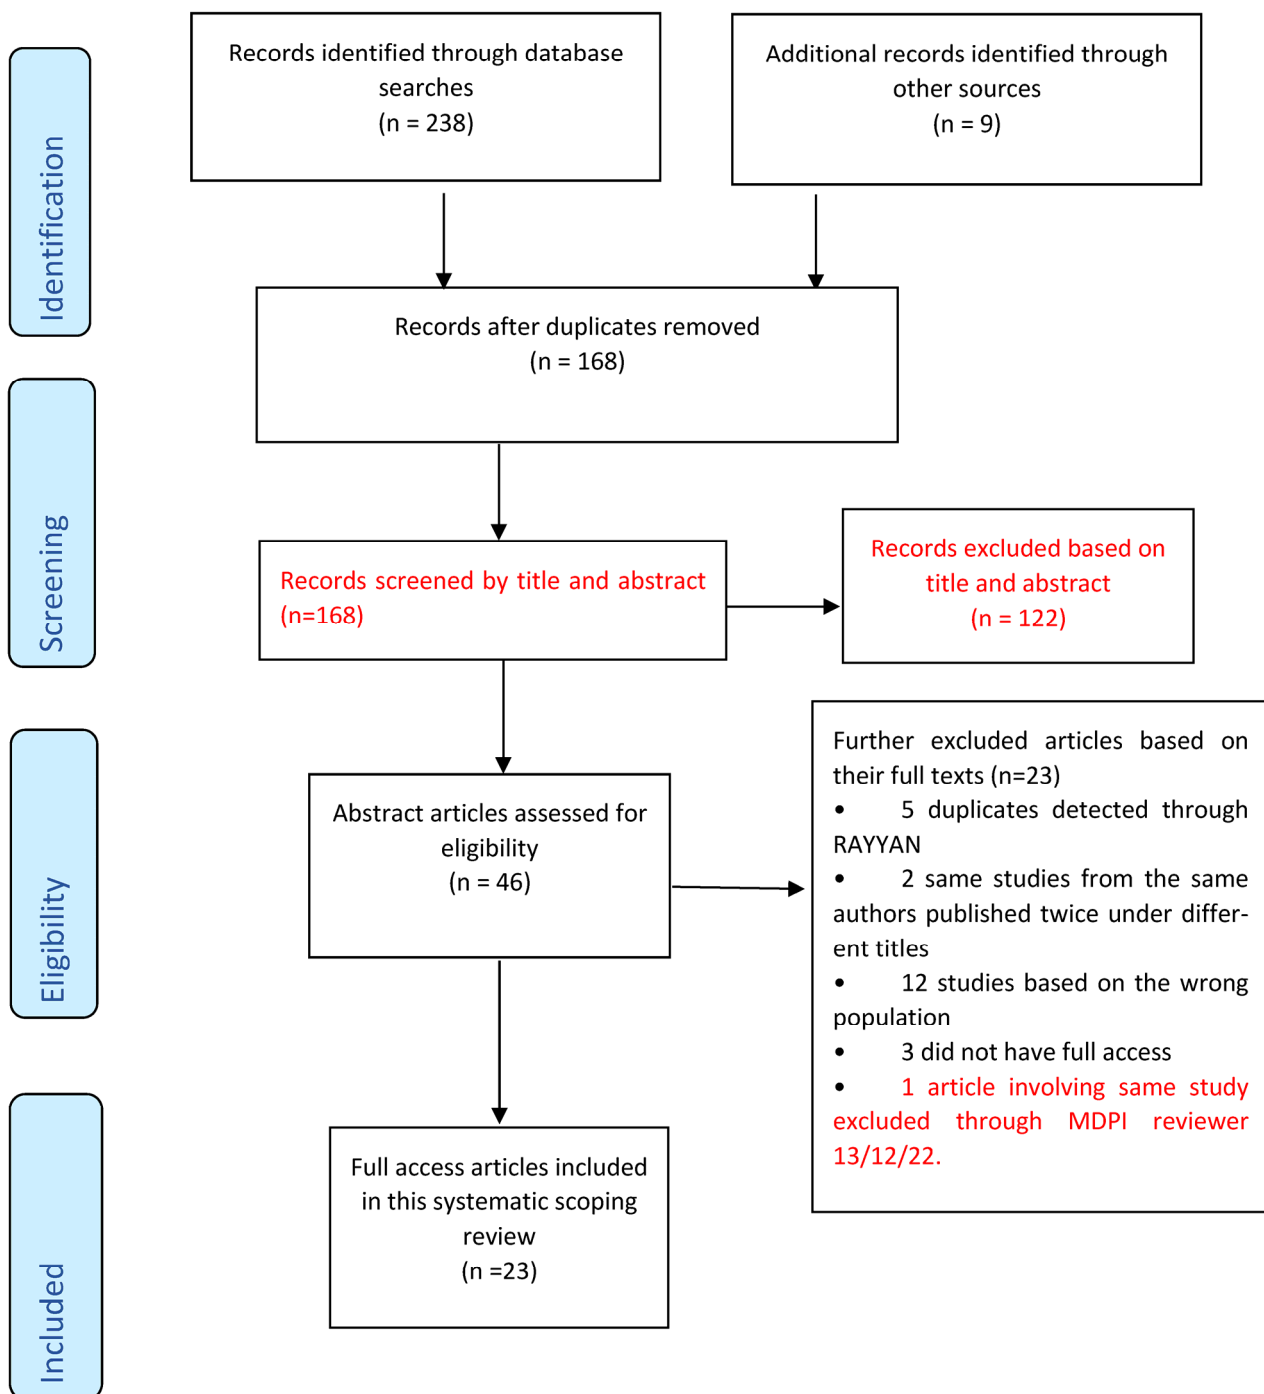 Identification
Records identified through database
searches
(n = 238)
Additional records identified through
other sources
(n = 9)
Records after duplicates removed
(n = 168)
Screening
Records screened by title and abstract
(n=168)
Records excluded based on
title and abstract
(n = 122)
Eligibility
Abstract articles assessed for
eligibility
(n = 46)
Further excluded articles based on
their full texts (n=23)
• 5 duplicates detected through
RAYYAN
• 2 same studies from the same
authors published twice under differ-
ent titles
• 12 studies based on the wrong
population
• 3 did not have full access
• 1 article involving same study
excluded through MDPI reviewer
13/12/22.
Included
Full access articles included
in this systematic scoping
review
(n =23)